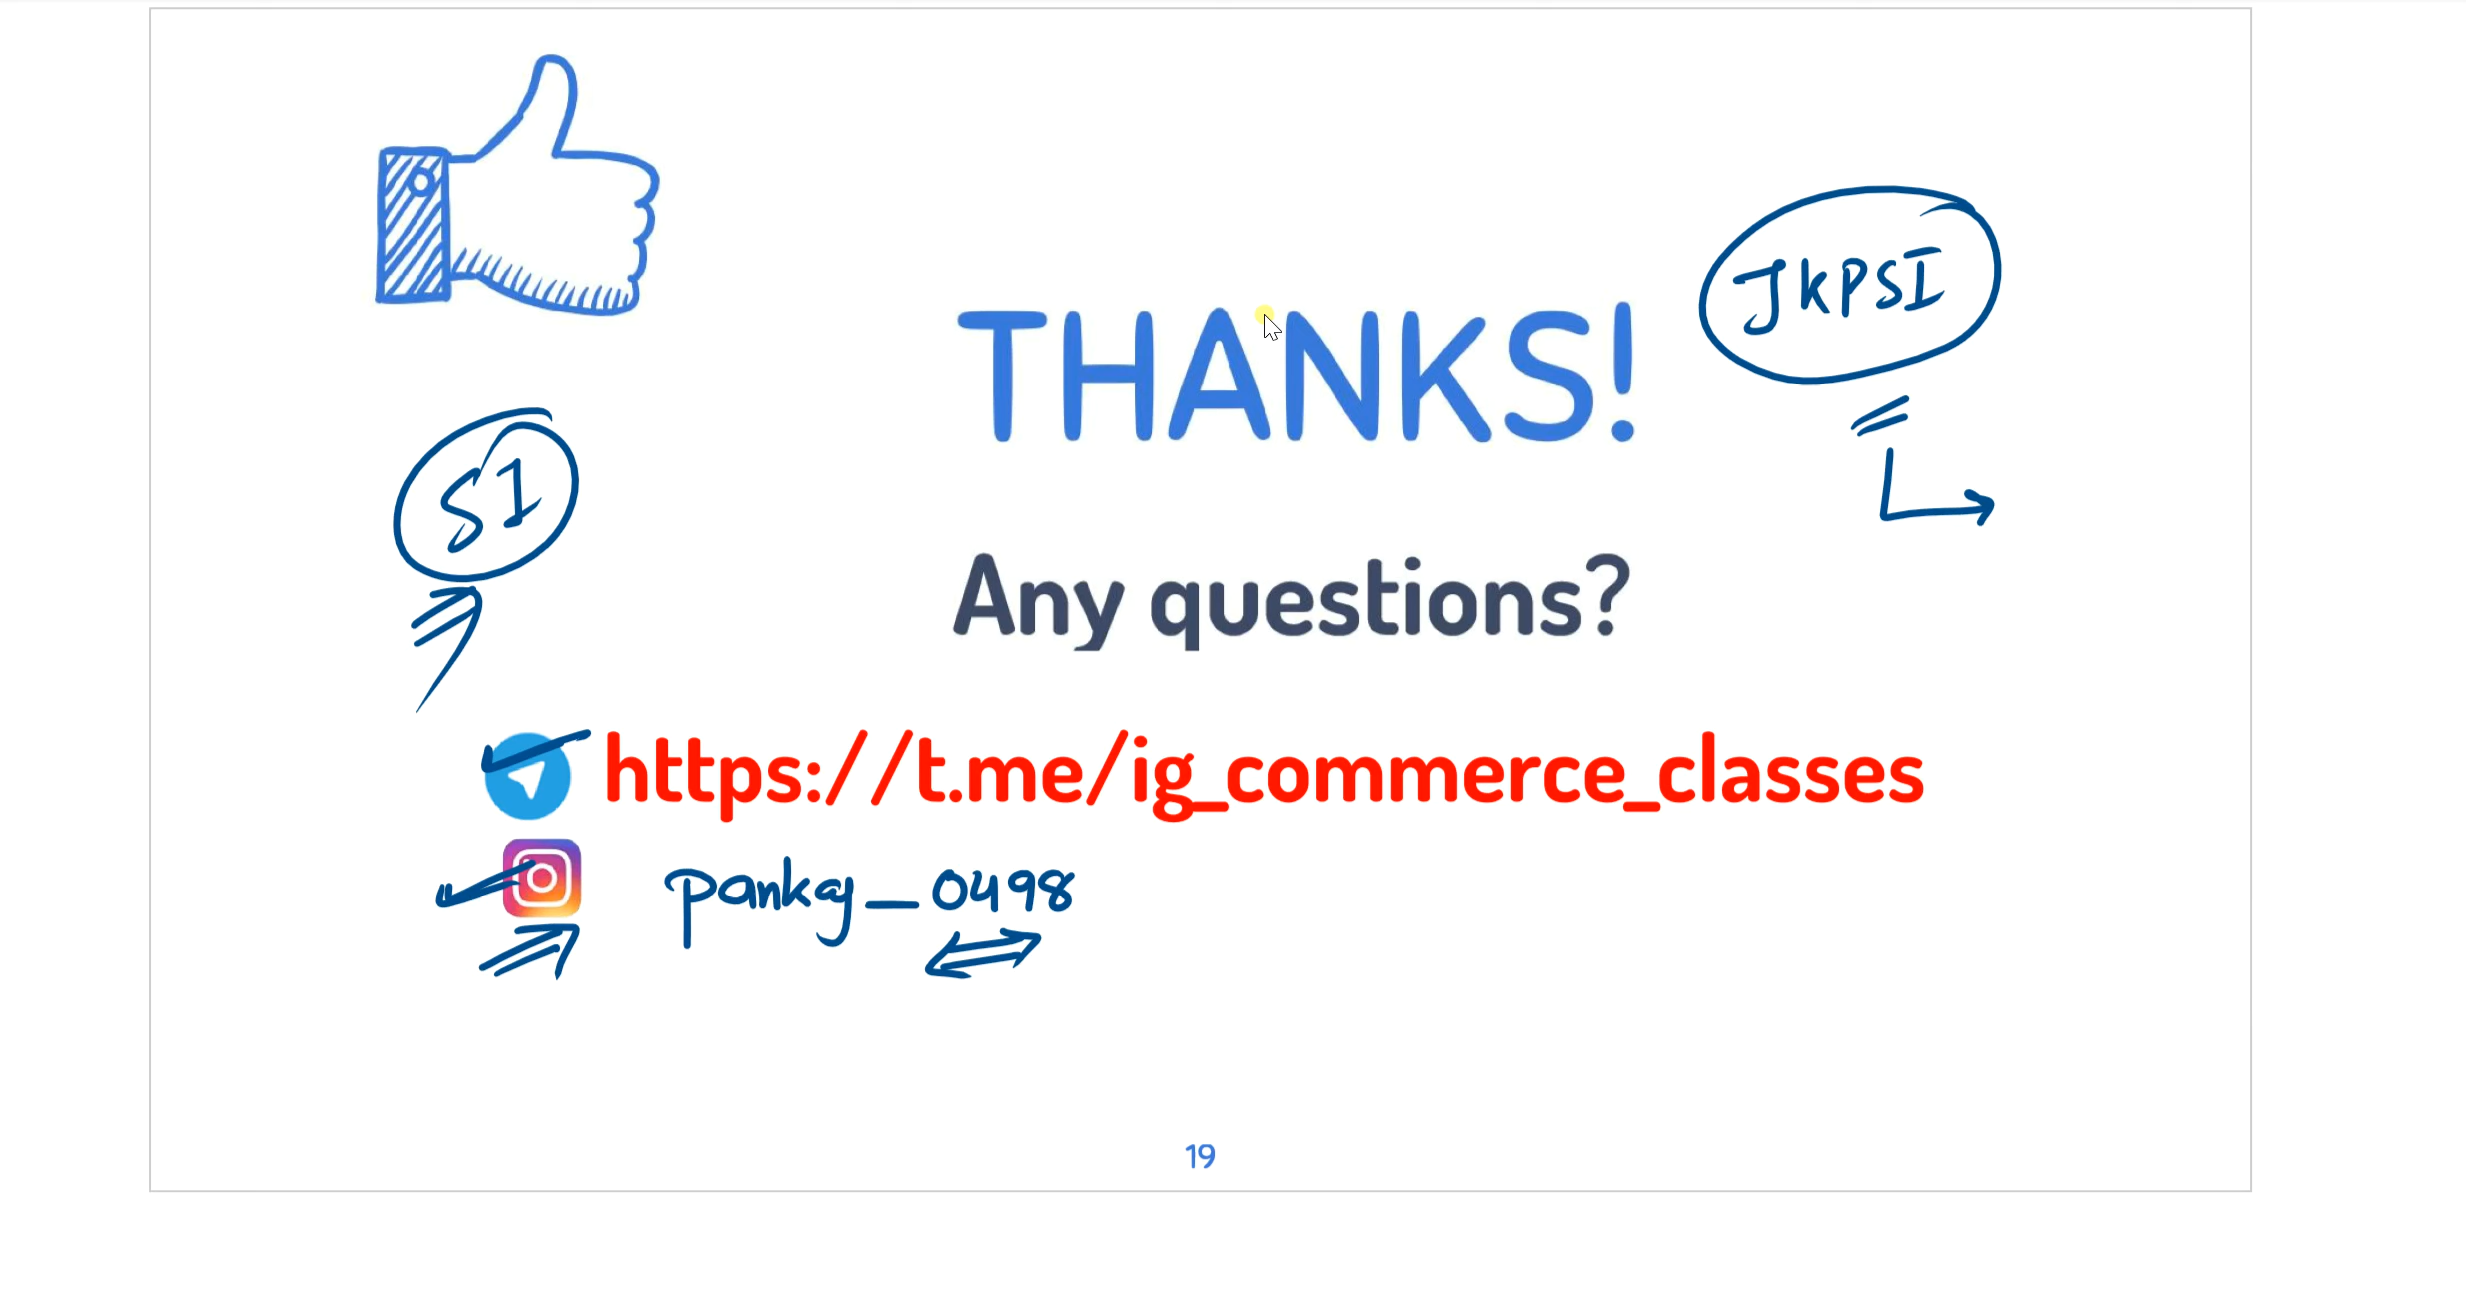 THANKS!
JKPSI
SI
Any questions?
https://t.me/ig_commerce_classes
pankaj_0498
19